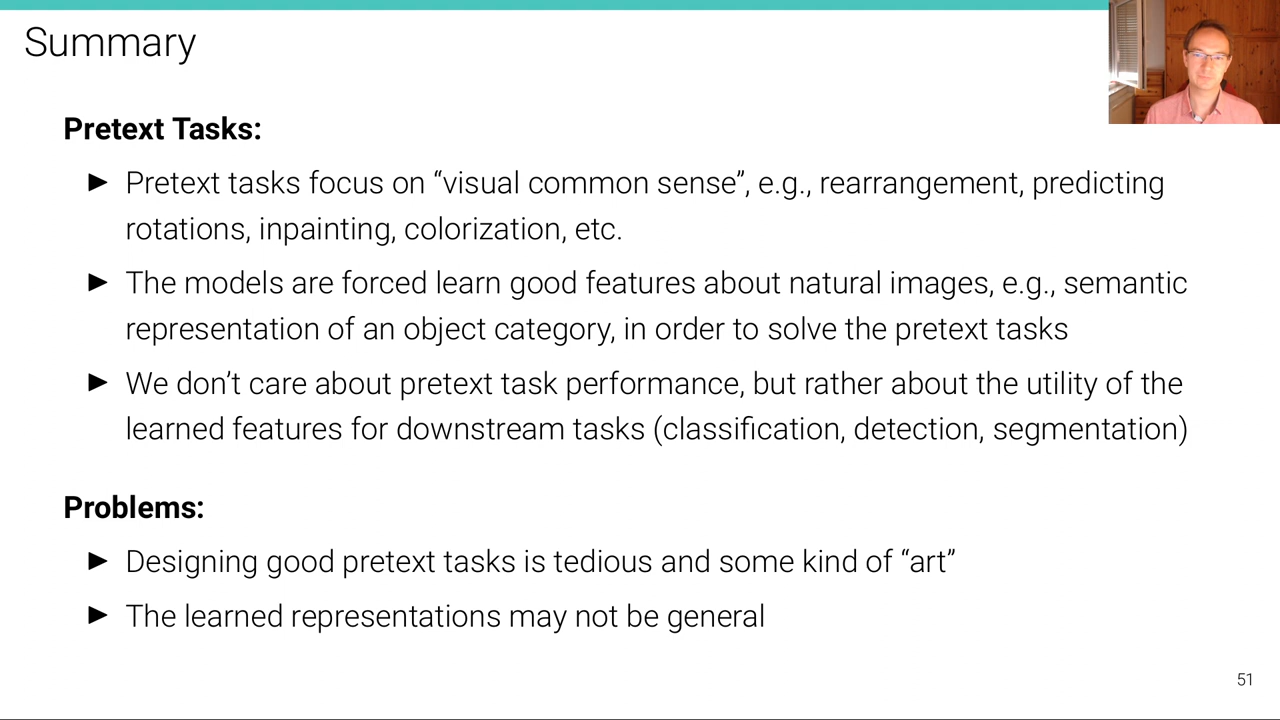 Summary
Pretext Tasks:
► Pretext tasks focus on “visual common sense”, e.g., rearrangement, predicting
rotations, inpainting, colorization, etc.
► The models are forced learn good features about natural images, e.g., semantic
representation of an object category, in order to solve the pretext tasks
► We don’t care about pretext task performance, but rather about the utility of the
learned features for downstream tasks (classification, detection, segmentation)
Problems:
► Designing good pretext tasks is tedious and some kind of “art”
► The learned representations may not be general
51